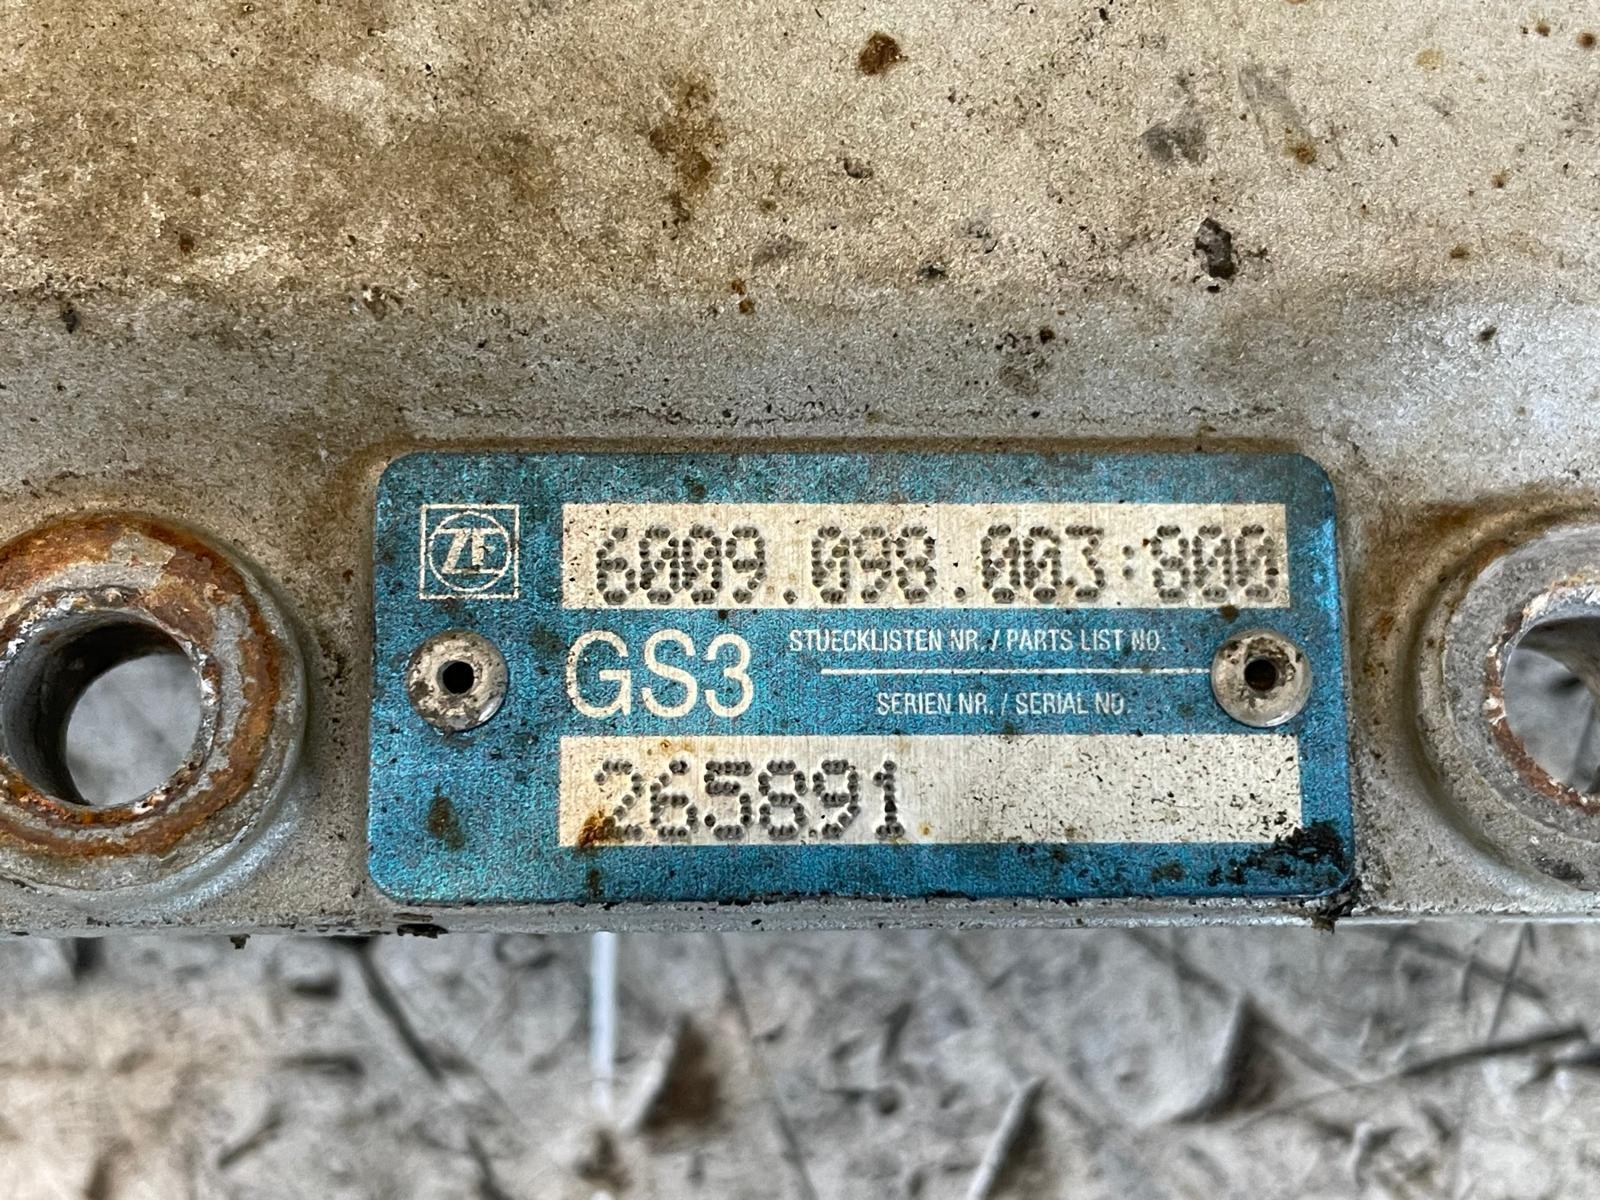 ZF
6009.098.003:800
GS3
STUECKLISTEN NR. / PARTS LIST NO.
SERIEN NR. / SERIAL NO.
265891